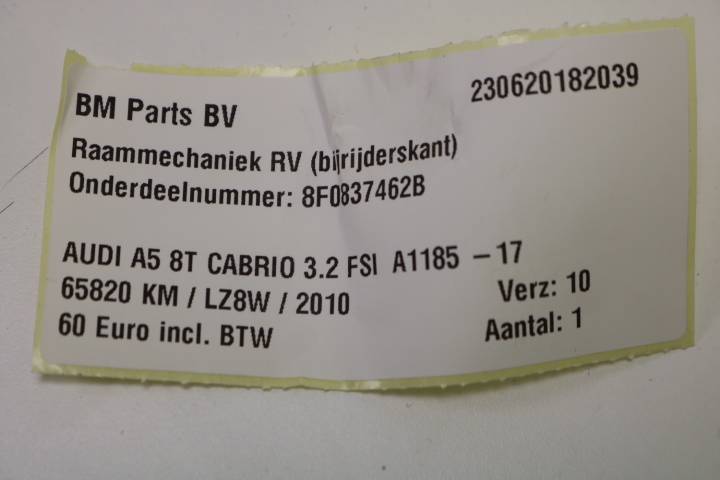 BM Parts BV
230620182039
Raammechaniek RV (bijrijderskant)
Onderdeelnummer: 8F0837462B
AUDI A5 8T CABRIO 3.2 FSI A1185 - 17
65820 KM / LZ8W / 2010
Verz: 10
60 Euro incl. BTW
Aantal: 1